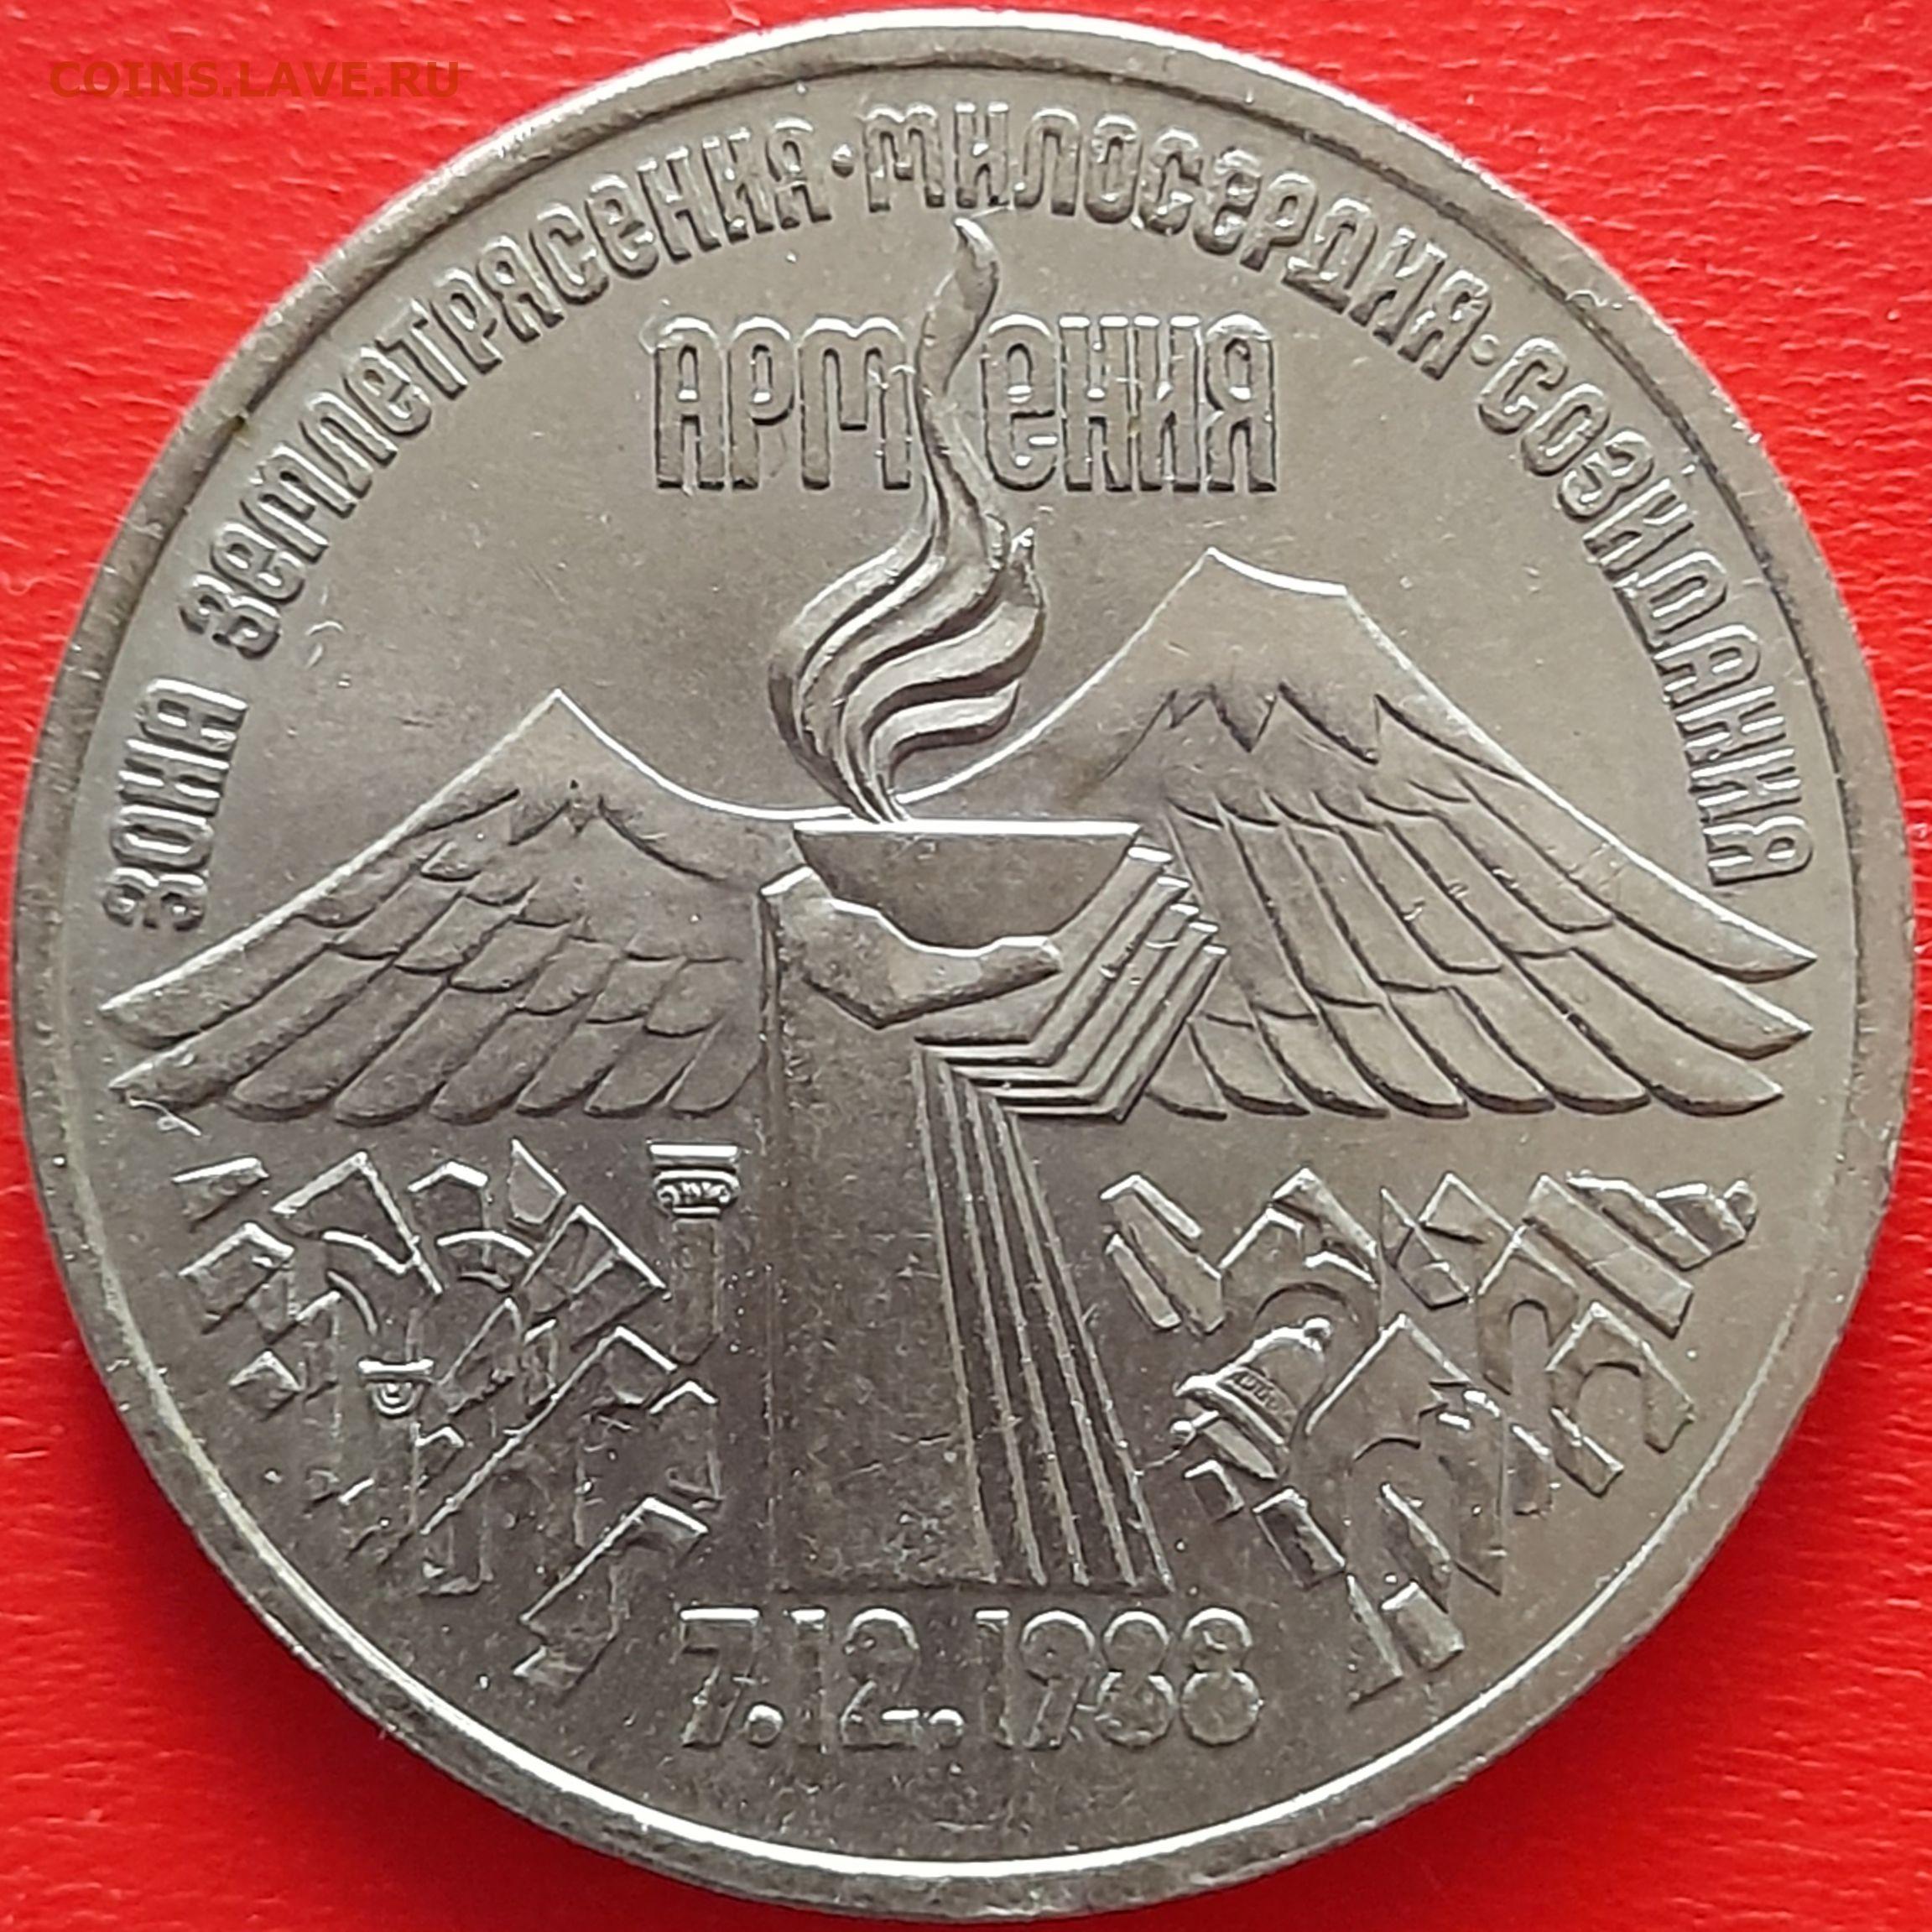 COINS.LAVE.RU
ЗОНА ЗЕМЛЕТРЯСЕНИЯ · МИЛОСЕРДИЯ · СОЗИДАНИЯ
АРМЕНИЯ
7.12.1988